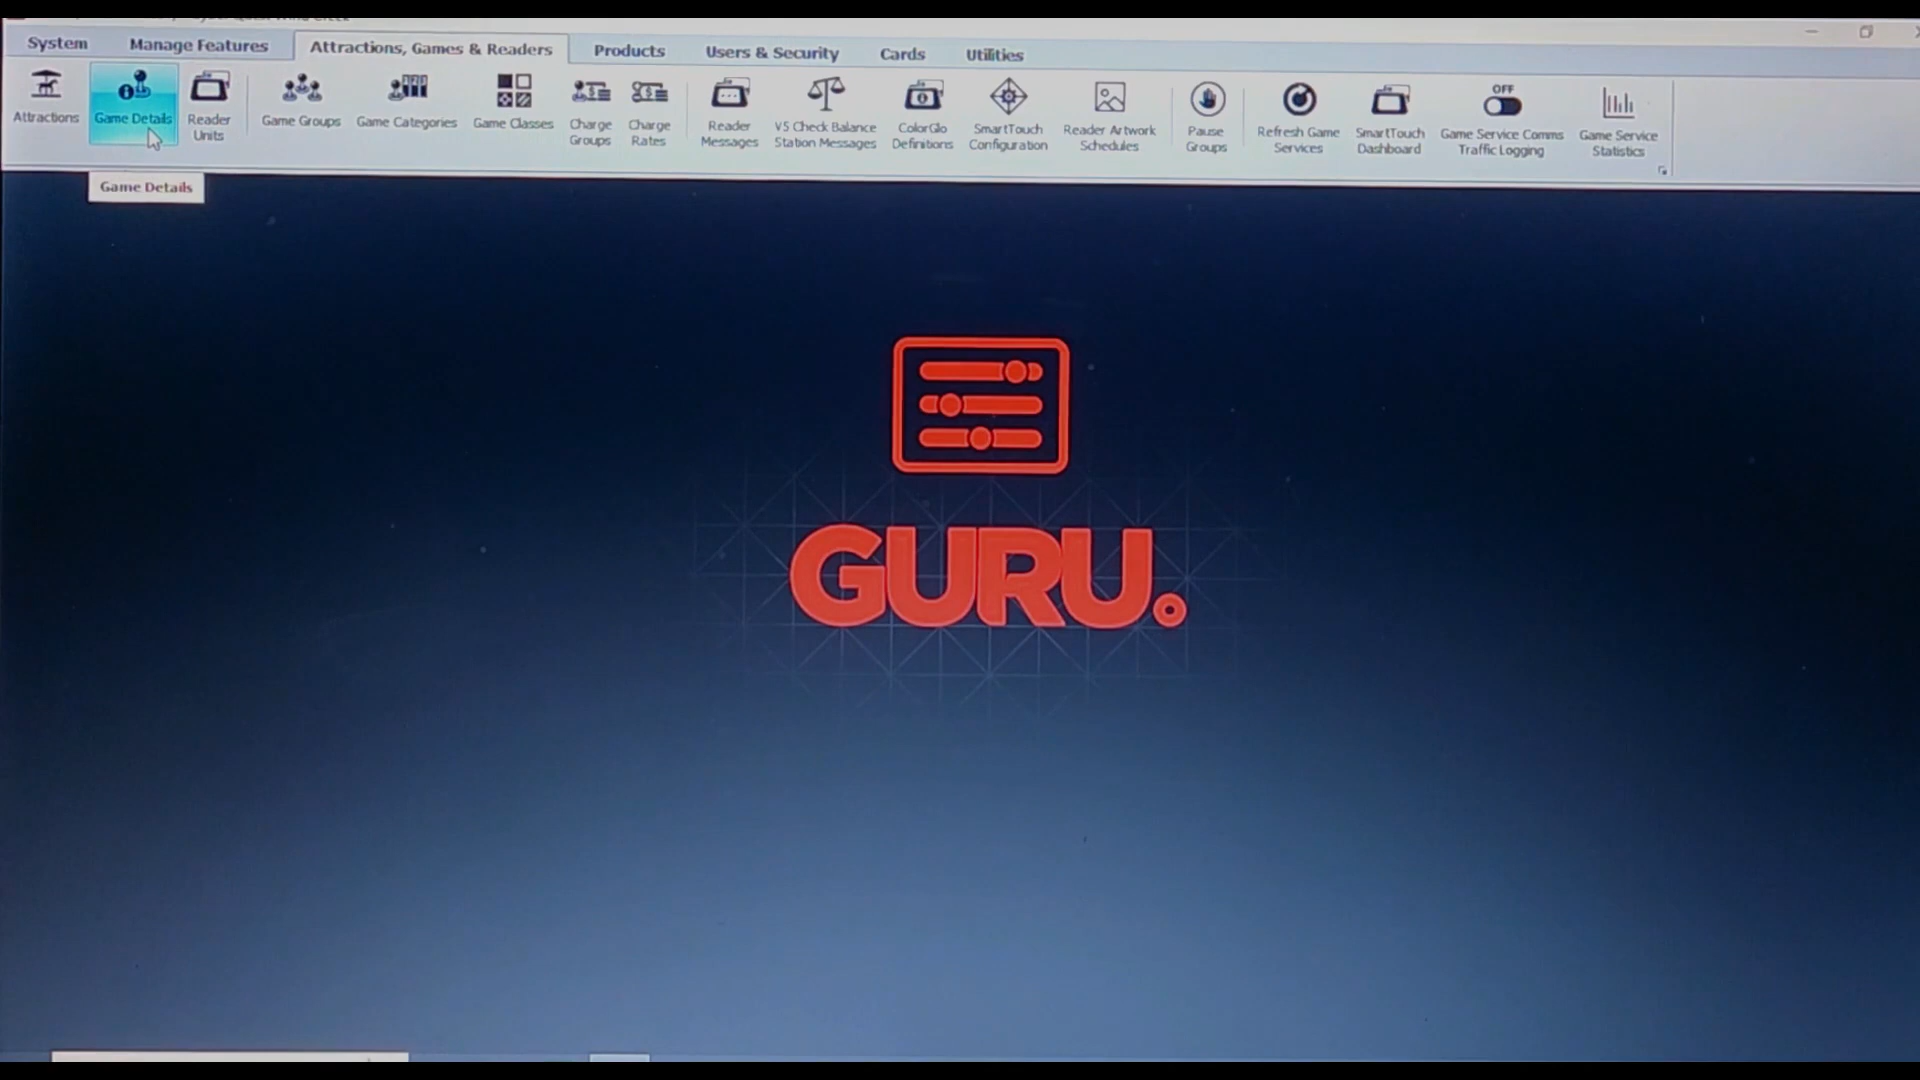 System Manage Features Attractions, Games & Readers Products Users & Security Cards Utilities
Attractions
Game Details
Reader
Units
Game Groups
Game Categories
Game Classes
Charge
Groups
Charge
Rates
Reader
Messages
V5 Check Balance
Station Messages
ColorGlo
Definitions
SmartTouch
Configuration
Reader Artwork
Schedules
Pause
Groups
Refresh Game
Services
SmartTouch
Dashboard
OFF
Game Service Comms
Traffic Logging
Game Service
Statistics
Game Details
GURU.